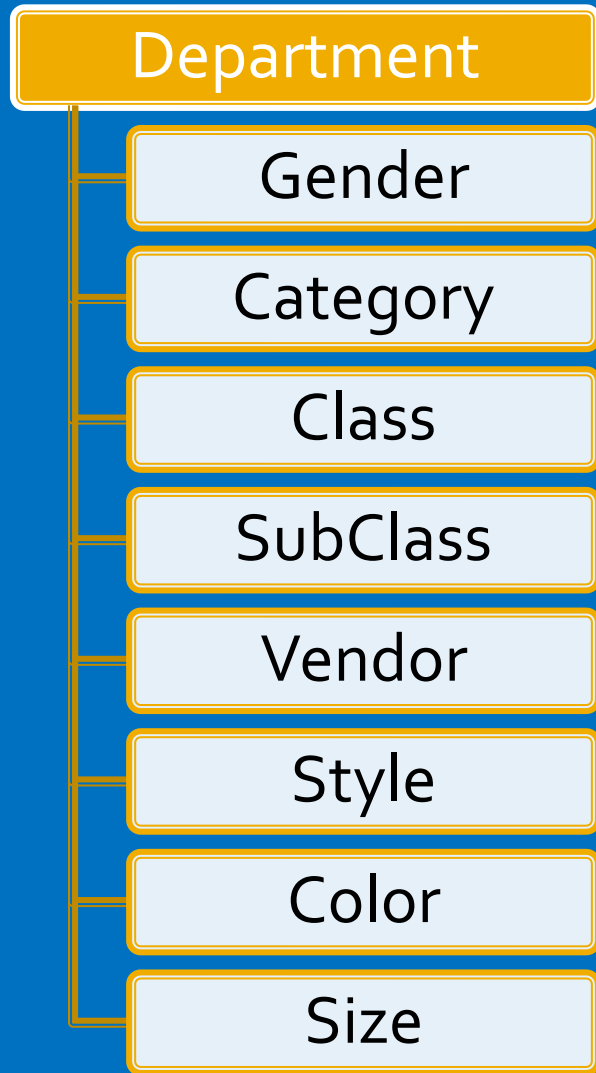 Department
Gender
Category
Class
SubClass
Vendor
Style
Color
Size